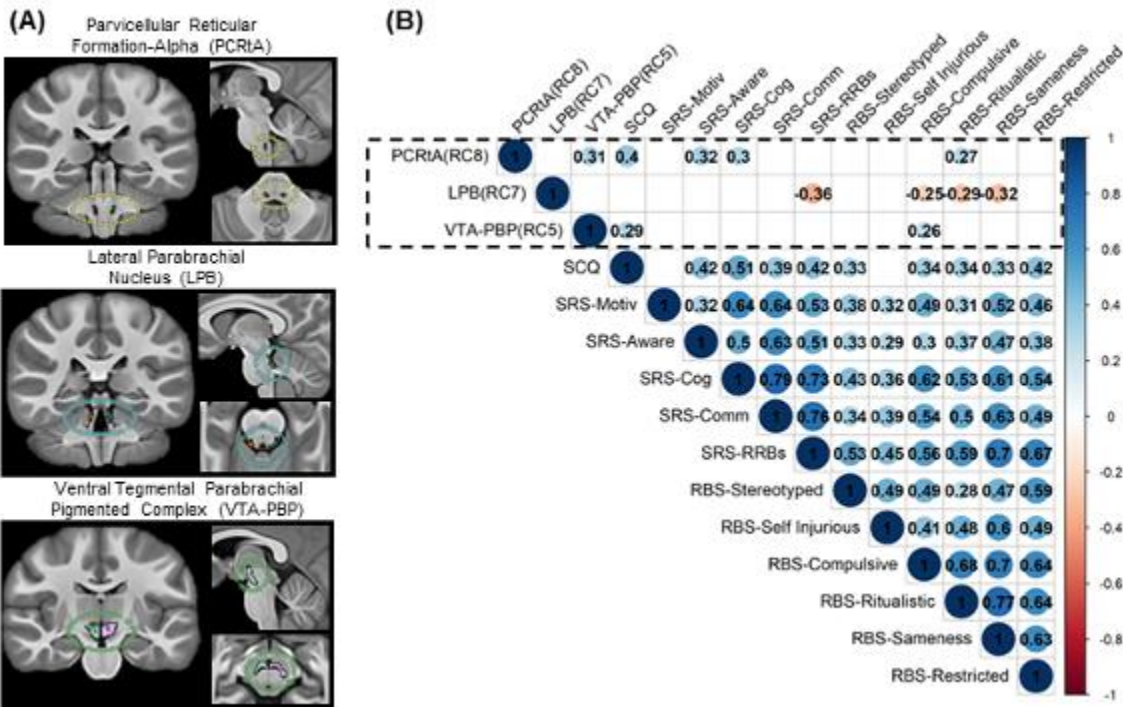 (A)
Parvicellular Reticular
Formation-Alpha (PCRtA)
Lateral Parabrachial
Nucleus (LPB)
Ventral Tegmental Parabrachial
Pigmented Complex (VTA-PBP)
(B)
PCRtA(RC8)
LPB(RC7)
VTA-PBP(RC5)
SCQ
SRS-Motiv
SRS-Aware
SRS-Cog
SRS-Comm
SRS-RRBs
RBS-Stereotyped
RBS-Self Injurious
RBS-Compulsive
RBS-Ritualistic
RBS-Sameness
RBS-Restricted
PCRtA(RC8) 1 0.31 0.4 0.32 0.3 0.27
LPB(RC7) 1 -0.36 -0.25 -0.29 -0.32
VTA-PBP(RC5) 1 0.29 0.26
SCQ 1 0.42 0.51 0.39 0.42 0.33 0.34 0.34 0.33 0.42
SRS-Motiv 1 0.32 0.64 0.64 0.53 0.38 0.32 0.49 0.31 0.52 0.46
SRS-Aware 1 0.5 0.63 0.51 0.33 0.29 0.3 0.37 0.47 0.38
SRS-Cog 1 0.79 0.73 0.43 0.36 0.62 0.53 0.61 0.54
SRS-Comm 1 0.76 0.34 0.39 0.54 0.5 0.63 0.49
SRS-RRBs 1 0.53 0.45 0.56 0.59 0.7 0.67
RBS-Stereotyped 1 0.49 0.49 0.28 0.47 0.59
RBS-Self Injurious 1 0.41 0.48 0.6 0.49
RBS-Compulsive 1 0.68 0.7 0.64
RBS-Ritualistic 1 0.77 0.64
RBS-Sameness 1 0.63
RBS-Restricted 1
1
0.8
0.6
0.4
0.2
0
-0.2
-0.4
-0.6
-0.8
-1